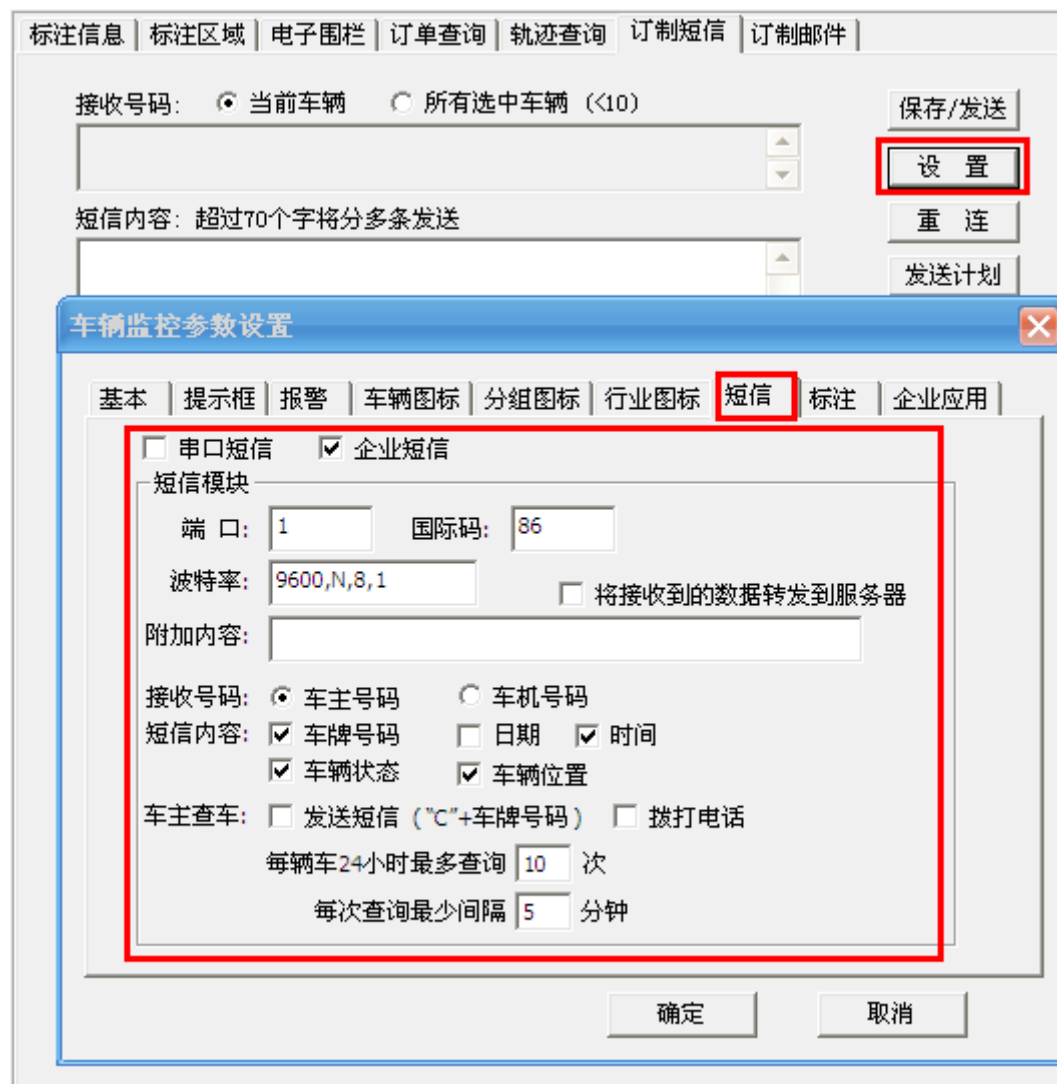 标注信息 标注区域 电子围栏 订单查询 轨迹查询 订制短信 订制邮件
接收号码: 当前车辆 所有选中车辆 (<10)
保存/发送
设 置
短信内容: 超过70个字将分多条发送
重 连
发送计划
车辆监控参数设置
基本 提示框 报警 车辆图标 分组图标 行业图标 短信 标注 企业应用
串口短信 企业短信
短信模块
端 口: 1 国际码: 86
波特率: 9600,N,8,1 将接收到的数据转发到服务器
附加内容:
接收号码: 车主号码 车机号码
短信内容: 车牌号码 日期 时间
车辆状态 车辆位置
车主查车: 发送短信 ("C"+车牌号码) 拨打电话
每辆车24小时最多查询 10 次
每次查询最少间隔 5 分钟
确定 取消